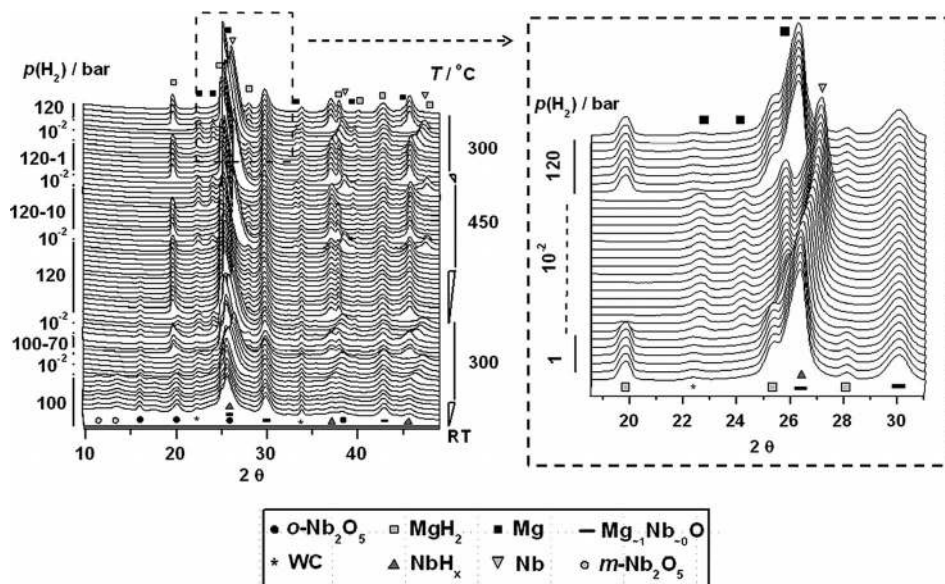 p(H₂) / bar
T / °C
120
10⁻²
120-1
10⁻²
120-10
10⁻²
120
10⁻²
100-70
10⁻²
100
300
450
300
RT
10 20 30 40
2 θ
p(H₂) / bar
120
10⁻²
1
20 22 24 26 28 30
2 θ
o-Nb₂O₅ MgH₂ Mg Mg₋₁Nb₋₀O
* WC NbHₓ Nb m-Nb₂O₅